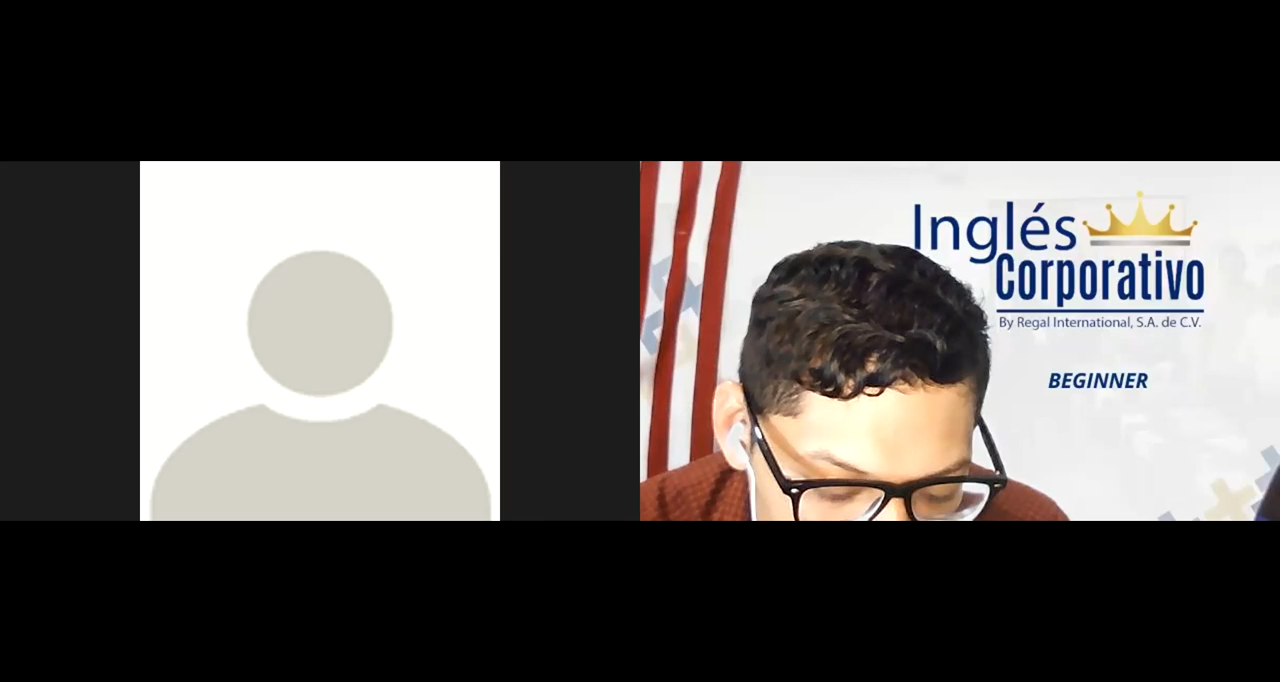 Inglés
Corporativo
By Regal International, S.A. de C.V.
BEGINNER